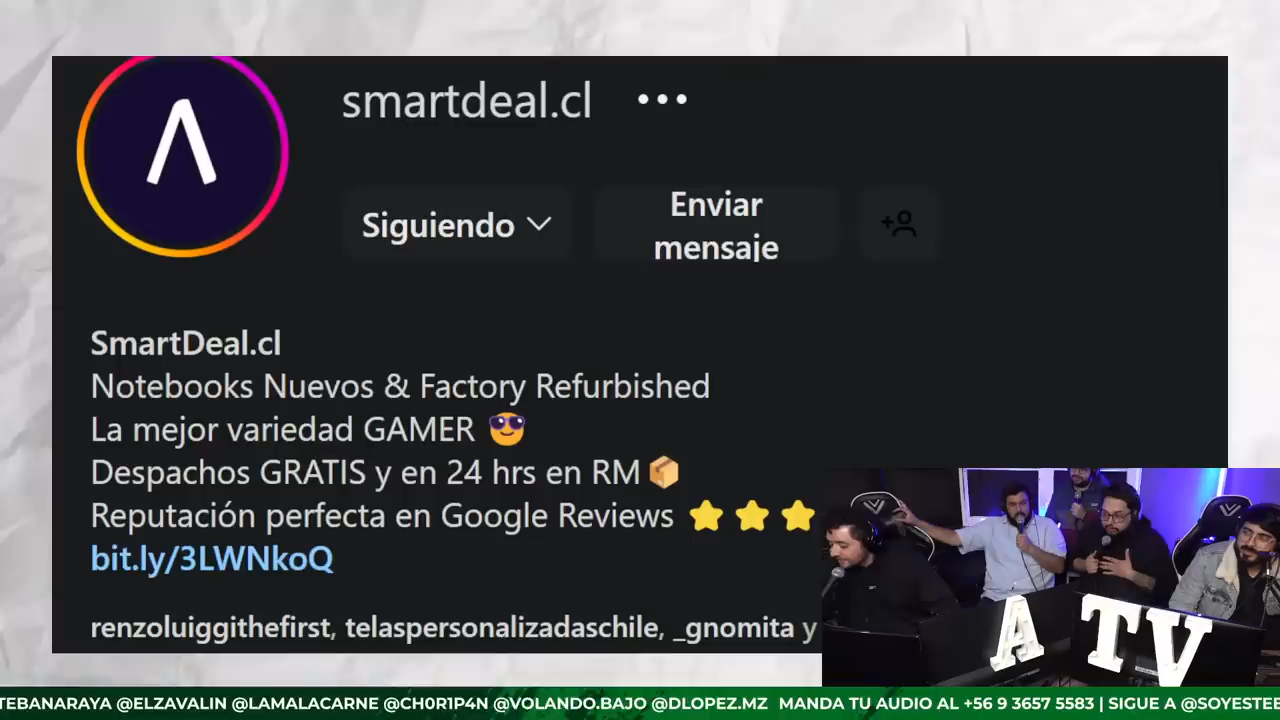 smartdeal.cl ...
Siguiendo
Enviar
mensaje
SmartDeal.cl
Notebooks Nuevos & Factory Refurbished
La mejor variedad GAMER 😎
Despachos GRATIS y en 24 hrs en RM📦
Reputación perfecta en Google Reviews ⭐⭐⭐
bit.ly/3LWNkoQ
renzoluiggithefirst, telaspersonalizadaschile, _gnomita y
A TV
TEBANARAYA @ELZAVALIN @LAMALACARNE @CH0R1P4N @VOLANDO.BAJO @DLOPEZ.MZ MANDA TU AUDIO AL +56 9 3657 5583 | SIGUE A @SOYESTEB